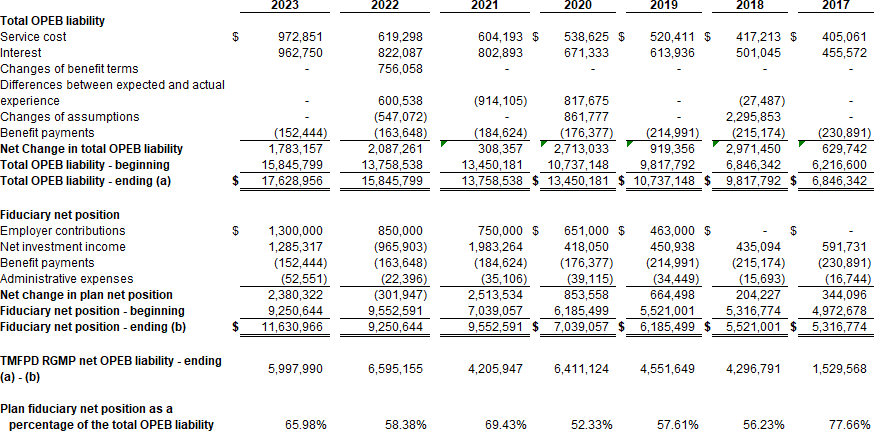 2023 2022 2021 2020 2019 2018 2017
Total OPEB liability
Service cost $ 972,851 619,298 604,193 $ 538,625 $ 520,411 $ 417,213 $ 405,061
Interest 962,750 822,087 802,893 671,333 613,936 501,045 455,572
Changes of benefit terms - 756,058 - - - - -
Differences between expected and actual
experience - 600,538 (914,105) 817,675 - (27,487) -
Changes of assumptions - (547,072) - 861,777 - 2,295,853 -
Benefit payments (152,444) (163,648) (184,624) (176,377) (214,991) (215,174) (230,891)
Net Change in total OPEB liability 1,783,157 2,087,261 308,357 2,713,033 919,356 2,971,450 629,742
Total OPEB liability - beginning 15,845,799 13,758,538 13,450,181 10,737,148 9,817,792 6,846,342 6,216,600
Total OPEB liability - ending (a) $ 17,628,956 15,845,799 13,758,538 $ 13,450,181 $ 10,737,148 $ 9,817,792 $ 6,846,342
Fiduciary net position
Employer contributions $ 1,300,000 850,000 750,000 $ 651,000 $ 463,000 $ - $ -
Net investment income 1,285,317 (965,903) 1,983,264 418,050 450,938 435,094 591,731
Benefit payments (152,444) (163,648) (184,624) (176,377) (214,991) (215,174) (230,891)
Administrative expenses (52,551) (22,396) (35,106) (39,115) (34,449) (15,693) (16,744)
Net change in plan net position 2,380,322 (301,947) 2,513,534 853,558 664,498 204,227 344,096
Fiduciary net position - beginning 9,250,644 9,552,591 7,039,057 6,185,499 5,521,001 5,316,774 4,972,678
Fiduciary net position - ending (b) $ 11,630,966 9,250,644 9,552,591 $ 7,039,057 $ 6,185,499 $ 5,521,001 $ 5,316,774
TMFPD RGMP net OPEB liability - ending
(a) - (b) 5,997,990 6,595,155 4,205,947 6,411,124 4,551,649 4,296,791 1,529,568
Plan fiduciary net position as a
percentage of the total OPEB liability 65.98% 58.38% 69.43% 52.33% 57.61% 56.23% 77.66%